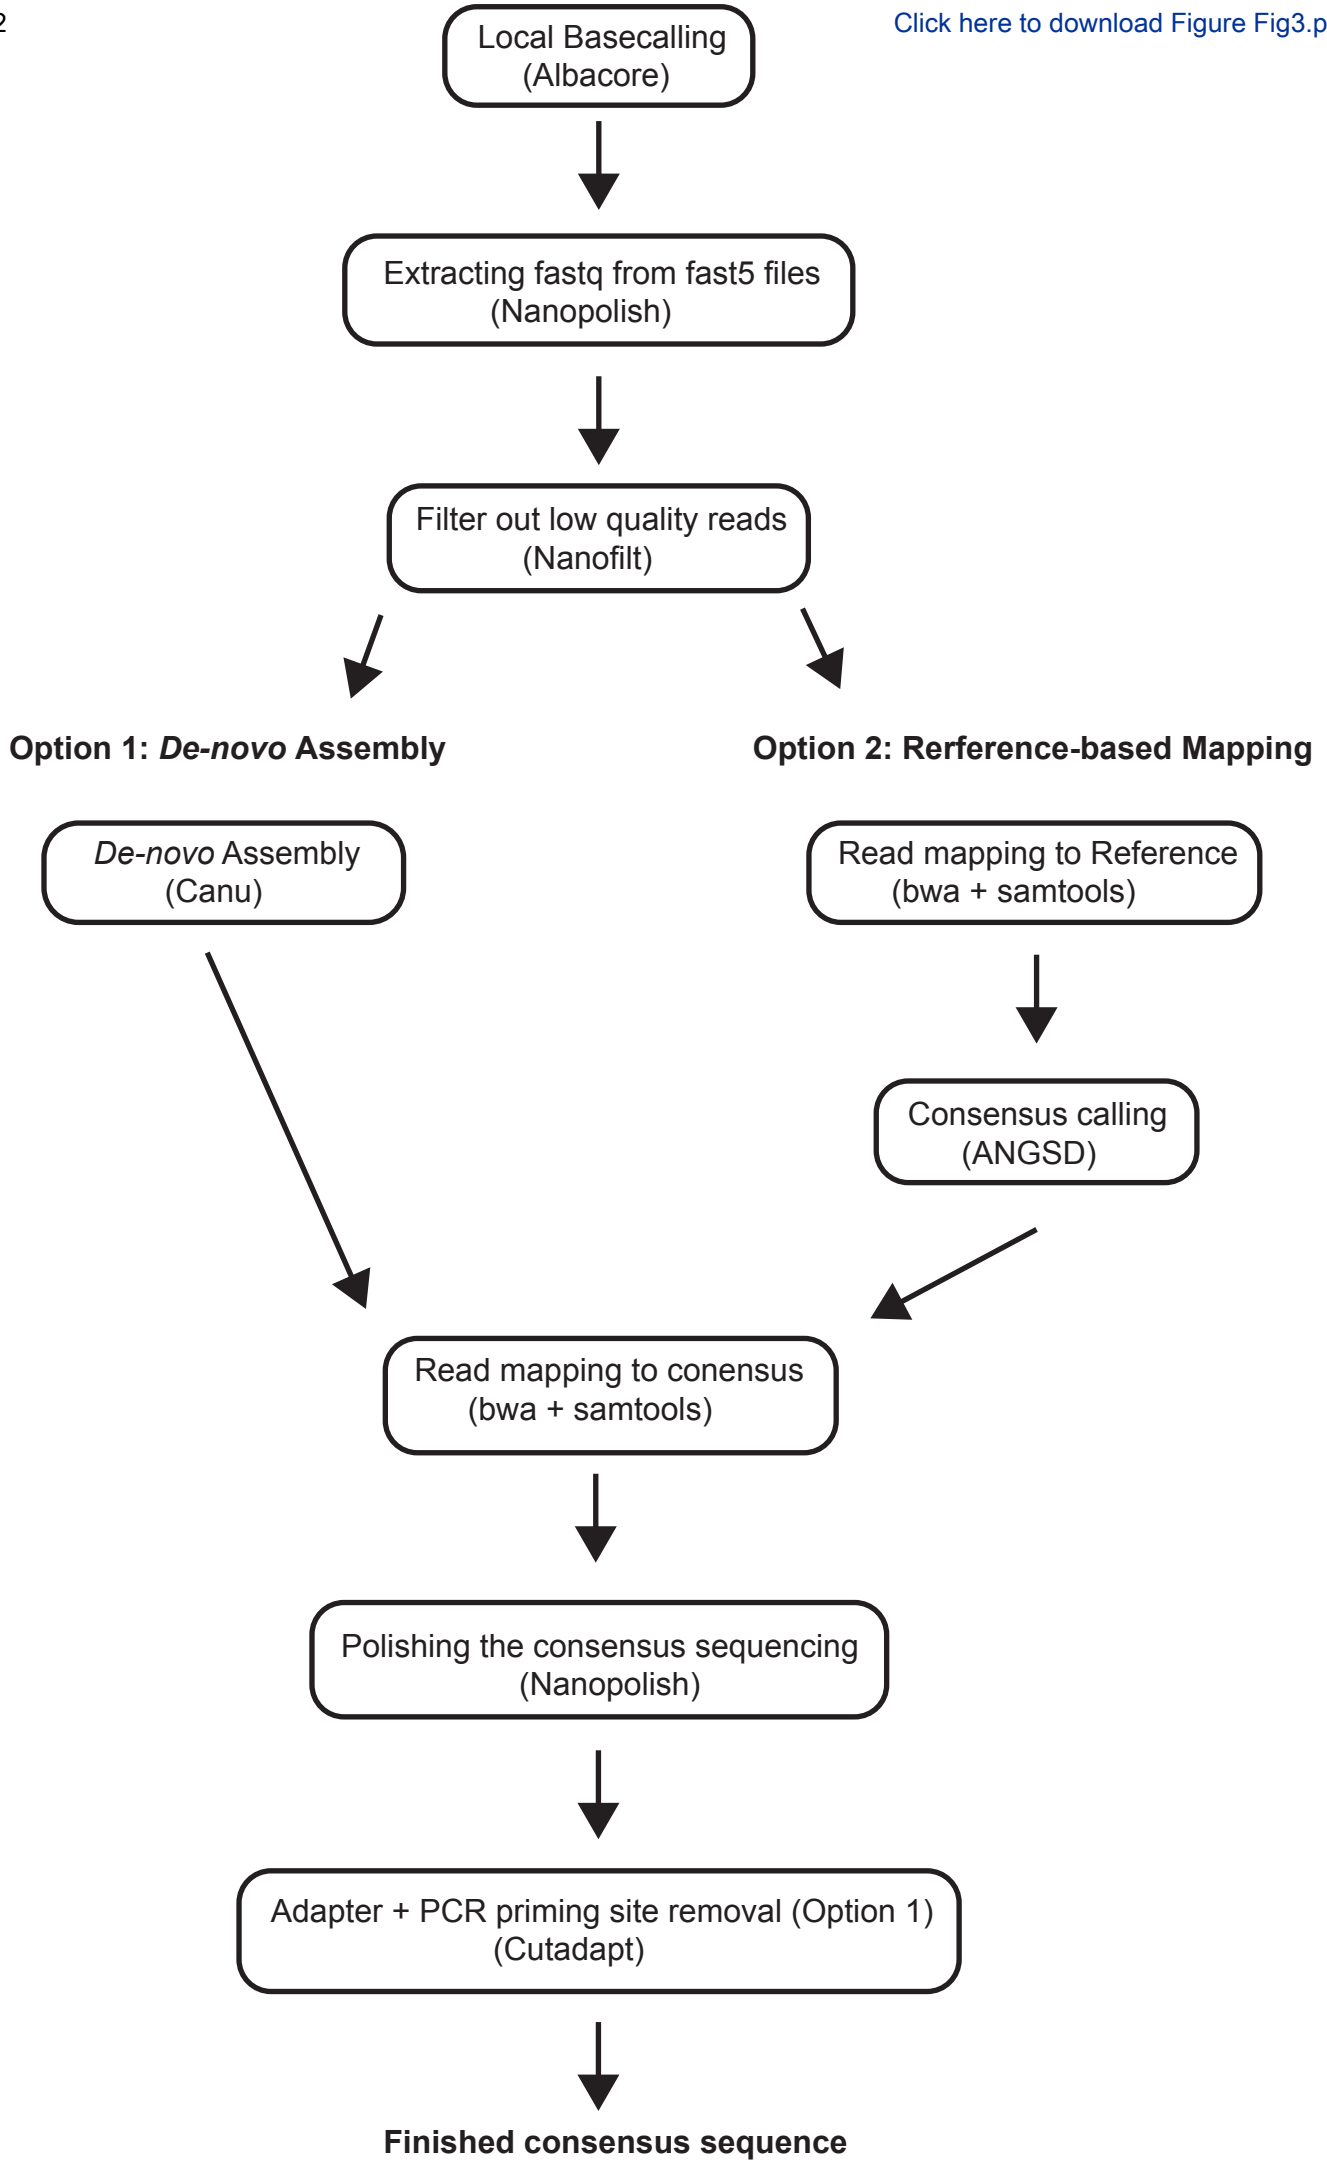 2
Click here to download Figure Fig3.p
Local Basecalling
(Albacore)
Extracting fastq from fast5 files
(Nanopolish)
Filter out low quality reads
(Nanofilt)
Option 1: De-novo Assembly
Option 2: Rerference-based Mapping
De-novo Assembly
(Canu)
Read mapping to Reference
(bwa + samtools)
Consensus calling
(ANGSD)
Read mapping to conensus
(bwa + samtools)
Polishing the consensus sequencing
(Nanopolish)
Adapter + PCR priming site removal (Option 1)
(Cutadapt)
Finished consensus sequence